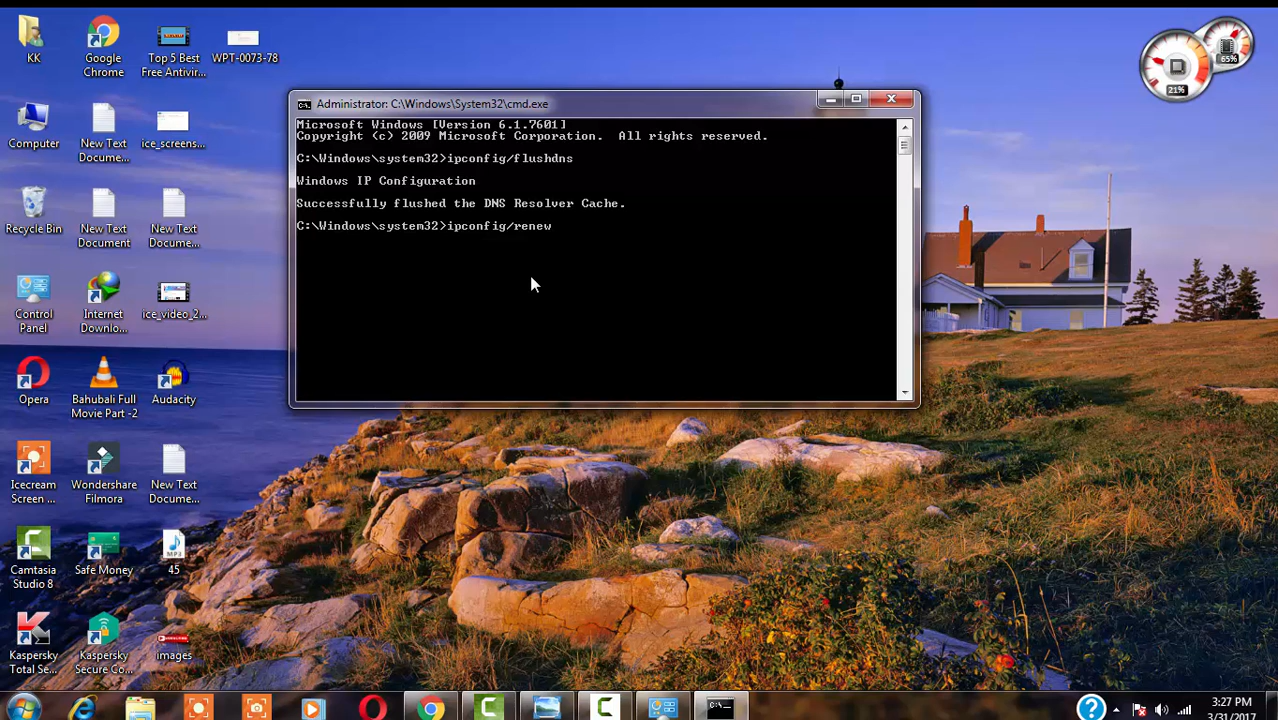 KK
Google
Chrome
Top 5 Best
Free Antivir...
WPT-0073-78
65%
21%
Computer
New Text
Docume...
ice_screens...
Administrator: C:\Windows\System32\cmd.exe
Microsoft Windows [Version 6.1.7601]
Copyright (c) 2009 Microsoft Corporation.  All rights reserved.
C:\Windows\system32>ipconfig/flushdns
Windows IP Configuration
Successfully flushed the DNS Resolver Cache.
C:\Windows\system32>ipconfig/renew
Recycle Bin
New Text
Document
New Text
Docume...
Control
Panel
Internet
Downlo...
ice_video_2...
Opera
Bahubali Full
Movie Part -2
Audacity
Icecream
Screen ...
Wondershare
Filmora
New Text
Docume...
Camtasia
Studio 8
Safe Money
MP3
45
Kaspersky
Total Se...
Kaspersky
Secure Co...
images
3:27 PM
3/31/2017